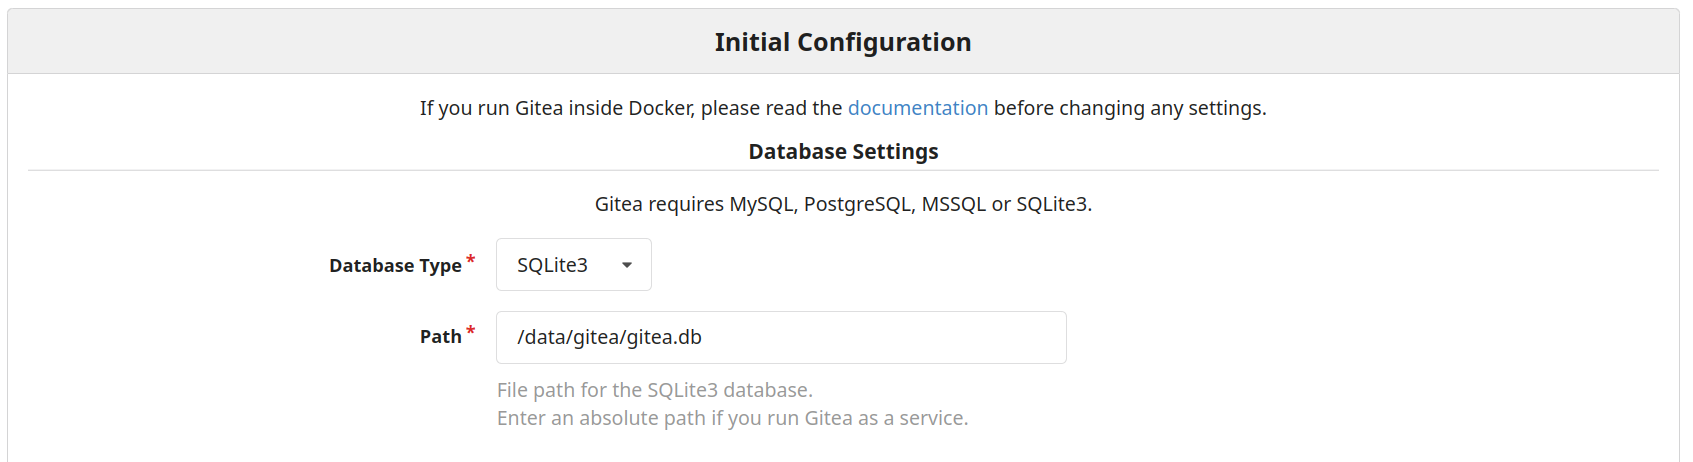 Initial Configuration
If you run Gitea inside Docker, please read the documentation before changing any settings.
Database Settings
Gitea requires MySQL, PostgreSQL, MSSQL or SQLite3.
Database Type *
SQLite3
Path *
/data/gitea/gitea.db
File path for the SQLite3 database.
Enter an absolute path if you run Gitea as a service.